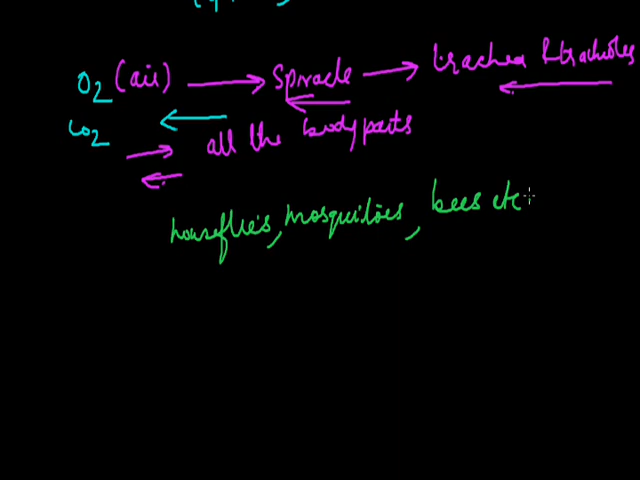 O2 (air) → Spiracle → trachea & tracheoles
←
←
CO2 ←
→ all the body parts
←
houseflies, mosquitoes, bees etc